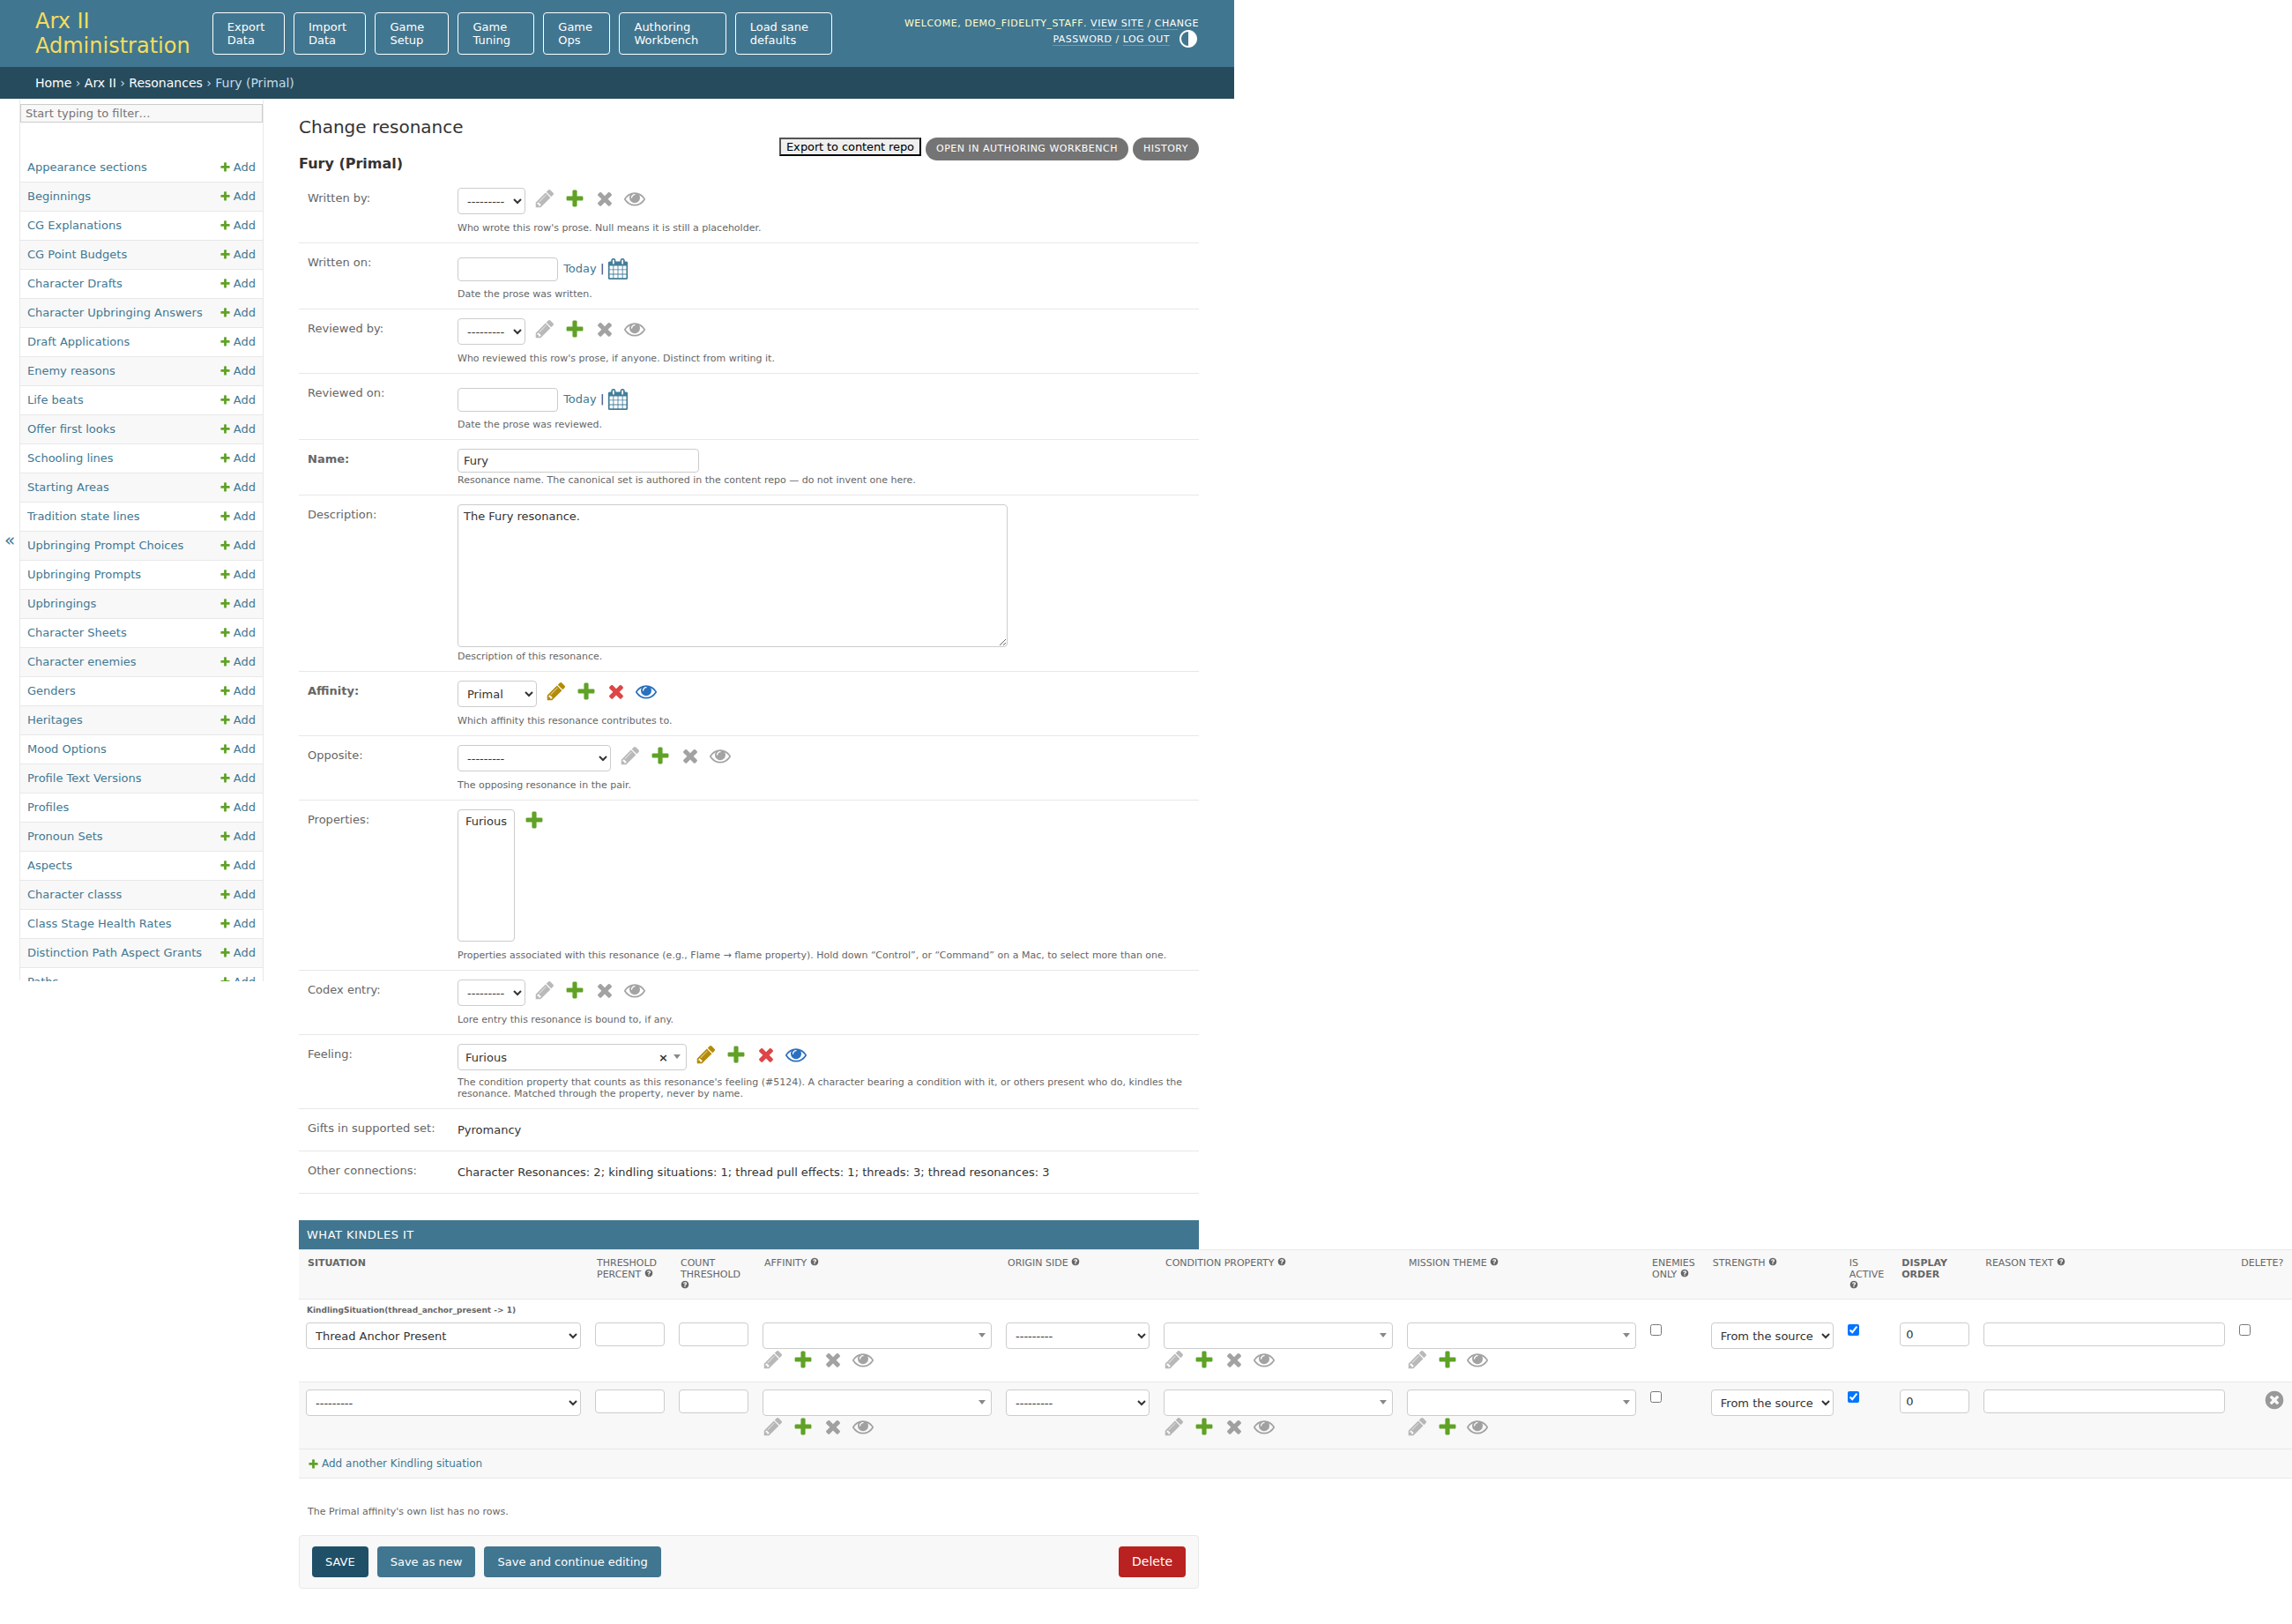 Arx II
Administration
Export
Data
Import
Data
Game
Setup
Game
Tuning
Game
Ops
Authoring
Workbench
Load sane
defaults
WELCOME, DEMO_FIDELITY_STAFF. VIEW SITE / CHANGE
PASSWORD / LOG OUT
Home › Arx II › Resonances › Fury (Primal)
Start typing to filter…
Appearance sections Add
Beginnings Add
CG Explanations Add
CG Point Budgets Add
Character Drafts Add
Character Upbringing Answers Add
Draft Applications Add
Enemy reasons Add
Life beats Add
Offer first looks Add
Schooling lines Add
Starting Areas Add
Tradition state lines Add
«
Upbringing Prompt Choices Add
Upbringing Prompts Add
Upbringings Add
Character Sheets Add
Character enemies Add
Genders Add
Heritages Add
Mood Options Add
Profile Text Versions Add
Profiles Add
Pronoun Sets Add
Aspects Add
Character classs Add
Class Stage Health Rates Add
Distinction Path Aspect Grants Add
Paths Add
Change resonance
Export to content repo
OPEN IN AUTHORING WORKBENCH
HISTORY
Fury (Primal)
Written by: ---------
Who wrote this row's prose. Null means it is still a placeholder.
Written on: Today |
Date the prose was written.
Reviewed by: ---------
Who reviewed this row's prose, if anyone. Distinct from writing it.
Reviewed on: Today |
Date the prose was reviewed.
Name: Fury
Resonance name. The canonical set is authored in the content repo — do not invent one here.
Description: The Fury resonance.
Description of this resonance.
Affinity: Primal
Which affinity this resonance contributes to.
Opposite: ---------
The opposing resonance in the pair.
Properties: Furious
Properties associated with this resonance (e.g., Flame → flame property). Hold down “Control”, or “Command” on a Mac, to select more than one.
Codex entry: ---------
Lore entry this resonance is bound to, if any.
Feeling: Furious ×
The condition property that counts as this resonance's feeling (#5124). A character bearing a condition with it, or others present who do, kindles the
resonance. Matched through the property, never by name.
Gifts in supported set: Pyromancy
Other connections: Character Resonances: 2; kindling situations: 1; thread pull effects: 1; threads: 3; thread resonances: 3
WHAT KINDLES IT
SITUATION
THRESHOLD
PERCENT ?
COUNT
THRESHOLD
?
AFFINITY ?
ORIGIN SIDE ?
CONDITION PROPERTY ?
MISSION THEME ?
ENEMIES
ONLY ?
STRENGTH ?
IS
ACTIVE
?
DISPLAY
ORDER
REASON TEXT ?
DELETE?
KindlingSituation(thread_anchor_present -> 1)
Thread Anchor Present --------- From the source 0
--------- --------- From the source 0
Add another Kindling situation
The Primal affinity's own list has no rows.
SAVE
Save as new
Save and continue editing
Delete